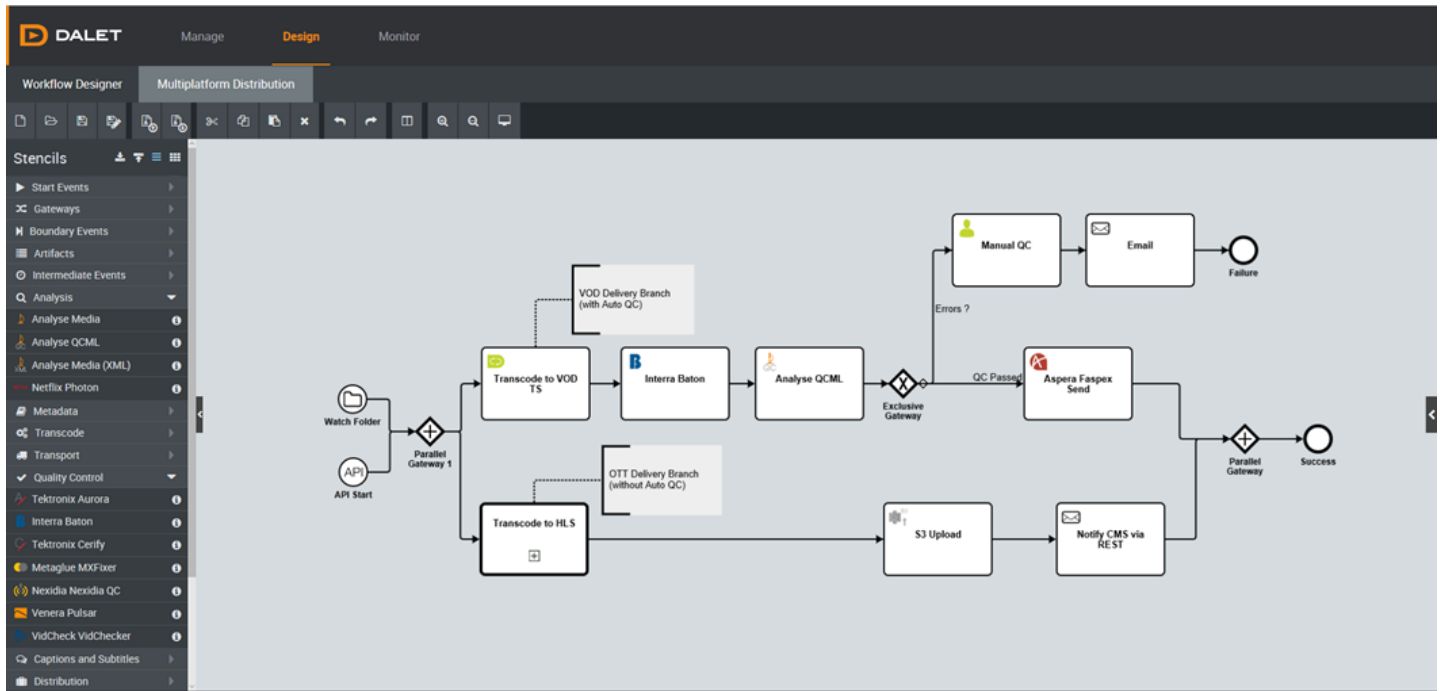 DALET
Manage
Design
Monitor
Workflow Designer
Multiplatform Distribution
Stencils
Start Events
Gateways
Boundary Events
Artifacts
Intermediate Events
Analysis
Analyse Media
Analyse QCML
Analyse Media (XML)
Netflix Photon
Metadata
Transcode
Transport
Quality Control
Tektronix Aurora
Interra Baton
Tektronix Cerify
Metaglue MXFixer
Nexidia Nexidia QC
Venera Pulsar
VidCheck VidChecker
Captions and Subtitles
Distribution
Manual QC
Email
Failure
VOD Delivery Branch
(with Auto QC)
Errors ?
Transcode to VOD
TS
B
Interra Baton
Analyse QCML
X
Exclusive
Gateway
QC Passed
Aspera Faspex
Send
Watch Folder
Parallel
Gateway 1
API
API Start
OTT Delivery Branch
(without Auto QC)
Parallel
Gateway
Success
Transcode to HLS
S3 Upload
Notify CMS via
REST